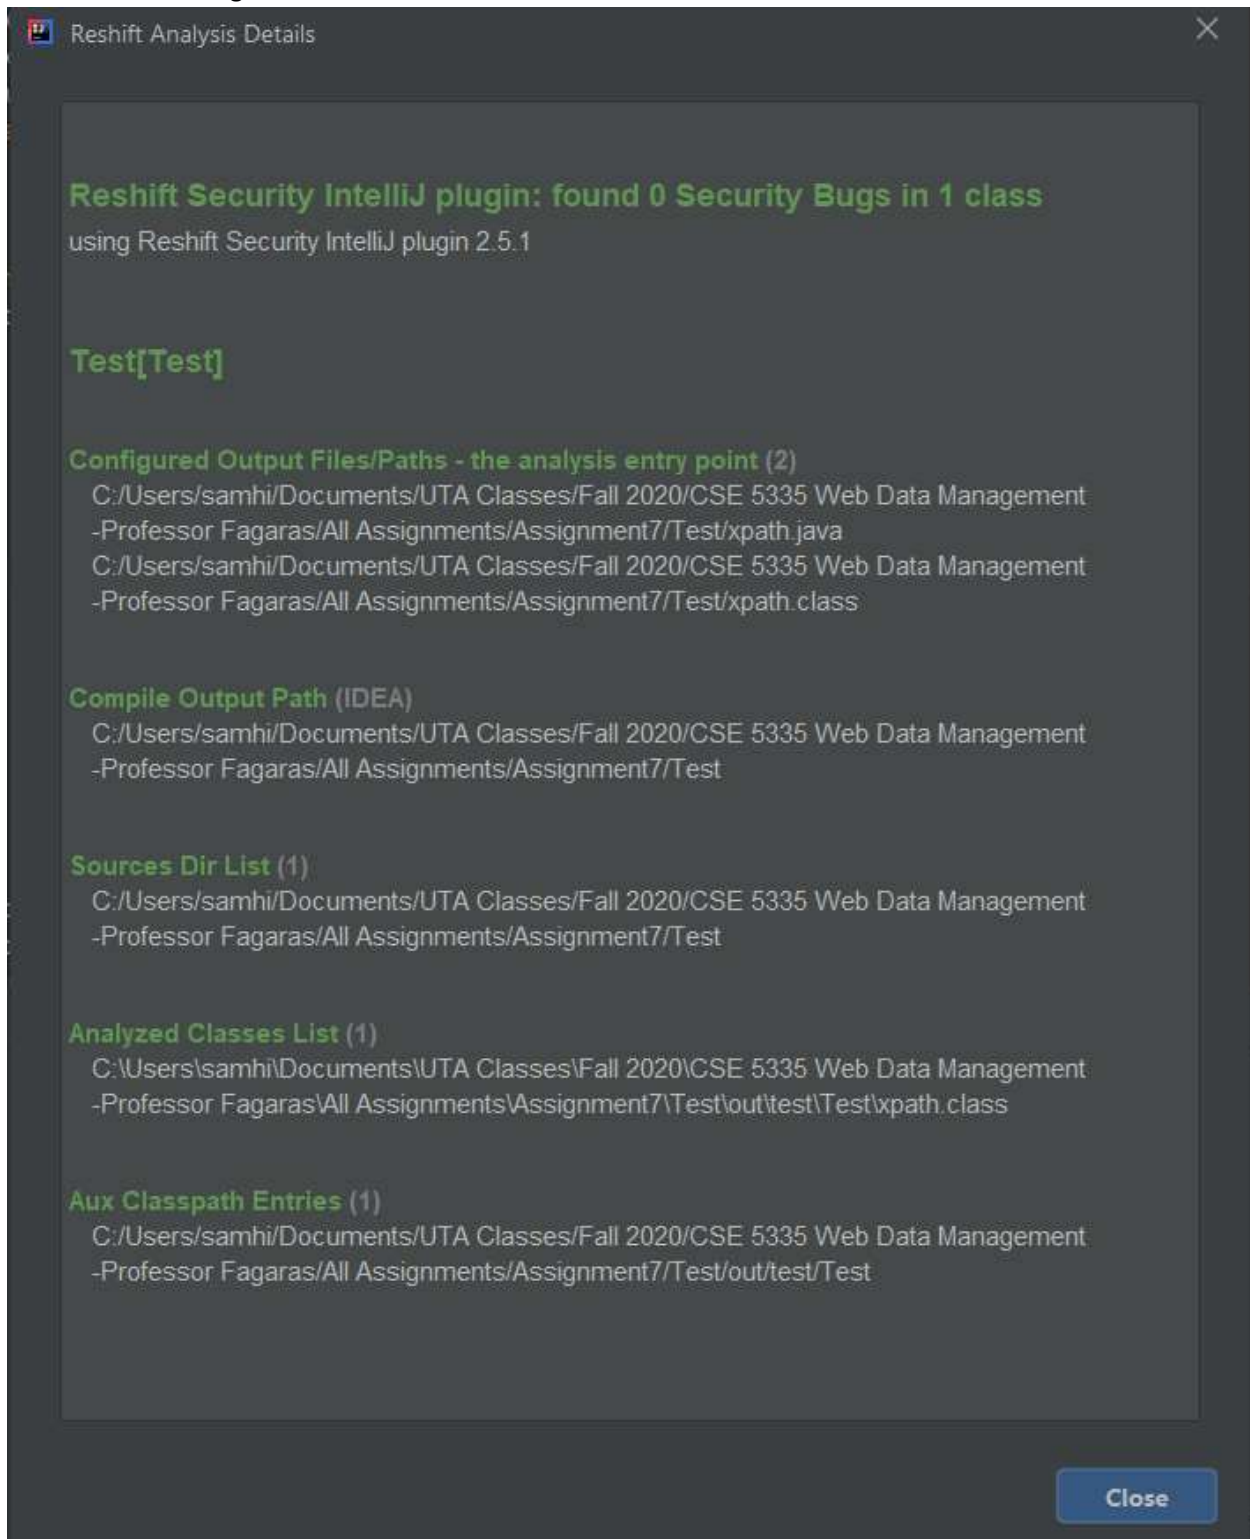 Reshift Analysis Details
Reshift Security IntelliJ plugin: found 0 Security Bugs in 1 class
using Reshift Security IntelliJ plugin 2.5.1
Test[Test]
Configured Output Files/Paths - the analysis entry point (2)
C:/Users/samhi/Documents/UTA Classes/Fall 2020/CSE 5335 Web Data Management
-Professor Fagaras/All Assignments/Assignment7/Test/xpath.java
C:/Users/samhi/Documents/UTA Classes/Fall 2020/CSE 5335 Web Data Management
-Professor Fagaras/All Assignments/Assignment7/Test/xpath.class
Compile Output Path (IDEA)
C:/Users/samhi/Documents/UTA Classes/Fall 2020/CSE 5335 Web Data Management
-Professor Fagaras/All Assignments/Assignment7/Test
Sources Dir List (1)
C:/Users/samhi/Documents/UTA Classes/Fall 2020/CSE 5335 Web Data Management
-Professor Fagaras/All Assignments/Assignment7/Test
Analyzed Classes List (1)
C:\Users\samhi\Documents\UTA Classes\Fall 2020\CSE 5335 Web Data Management
-Professor Fagaras\All Assignments\Assignment7\Test\out\test\Test\xpath.class
Aux Classpath Entries (1)
C:/Users/samhi/Documents/UTA Classes/Fall 2020/CSE 5335 Web Data Management
-Professor Fagaras/All Assignments/Assignment7/Test/out/test/Test
Close